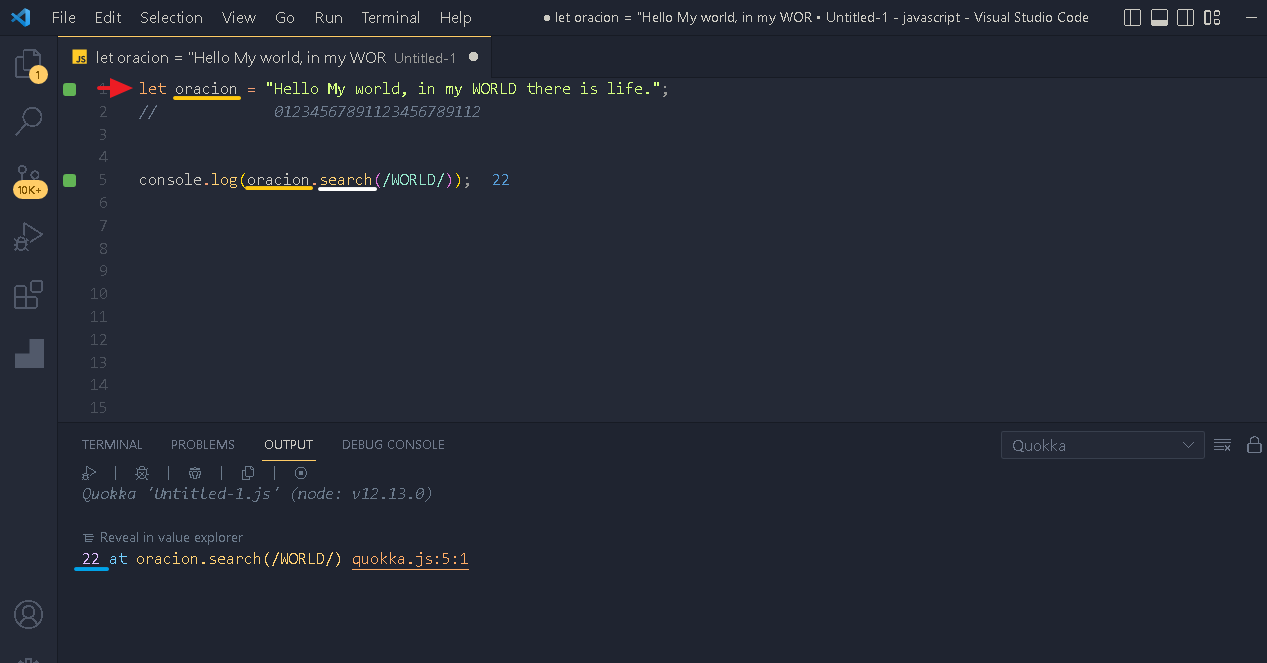 File Edit Selection View Go Run Terminal Help ● let oracion = "Hello My world, in my WOR • Untitled-1 - javascript - Visual Studio Code
JS let oracion = "Hello My world, in my WOR Untitled-1 ●
1 let oracion = "Hello My world, in my WORLD there is life.";
2 // 01234567891123456789112
3
4
5 console.log(oracion.search(/WORLD/)); 22
6
7
8
9
10
11
12
13
14
15
1
10K+
TERMINAL PROBLEMS OUTPUT DEBUG CONSOLE Quokka
Quokka 'Untitled-1.js' (node: v12.13.0)
Reveal in value explorer
22 at oracion.search(/WORLD/) quokka.js:5:1